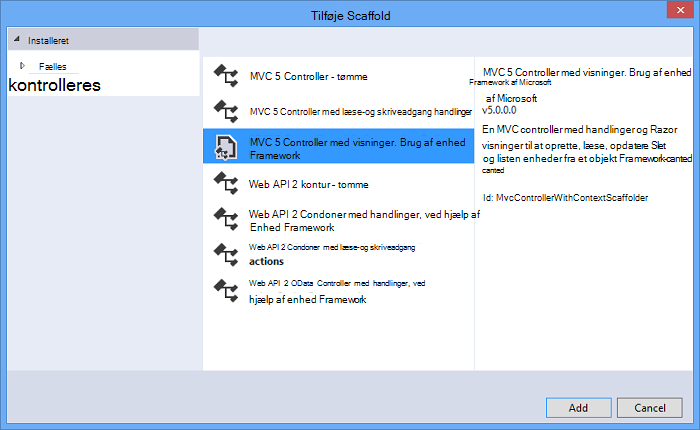 Tilføje Scaffold
Installeret
Fælles
kontrolleres
MVC 5 Controller - tømme
MVC 5 Controller med læse-og skriveadgang handlinger
MVC 5 Controller med visninger. Brug af enhed
Framework
Web API 2 kontur - tomme
Web API 2 Condoner med handlinger, ved hjælp af
Enhed Framework
Web API 2 Condoner med læse-og skriveadgang
actions
Web API 2 OData Controller med handlinger, ved
hjælp af enhed Framework
MVC 5 Controller med visninger. Brug af enhed
Framework af Microsoft
af Microsoft
v5.0.0.0
En MVC controller med handlinger og Razor
visninger til at oprette, læse, opdatere Slet
og listen enheder fra et objekt Framework-canted
canted
Id: MvcControllerWithContextScaffolder
Add
Cancel